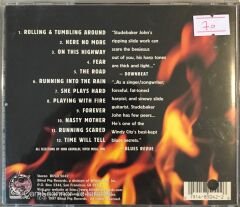 70
1. ROLLING & TUMBLING AROUND
2. HERE NO MORE
3. ON THIS HIGHWAY
4. FEAR
5. THE ROAD
6. RUNNING INTO THE RAIN
7. SHE PLAYS HARD
8. PLAYING WITH FIRE
9. FOREVER
10. NASTY MOTHER
11. RUNNING SCARED
12. TIME WILL TELL
"Studebaker John's
ripping slide work can
scare the bejesus
out of you, his harp tones
are thick and light..."
— DOWNBEAT
"As a singer/songwriter,
forceful, fat-toned
harpist, and snowy slide
guitarist, Studebaker
John has few peers...
He's one of the
Windy City's best-kept
blues secrets."
BLUES REVUE